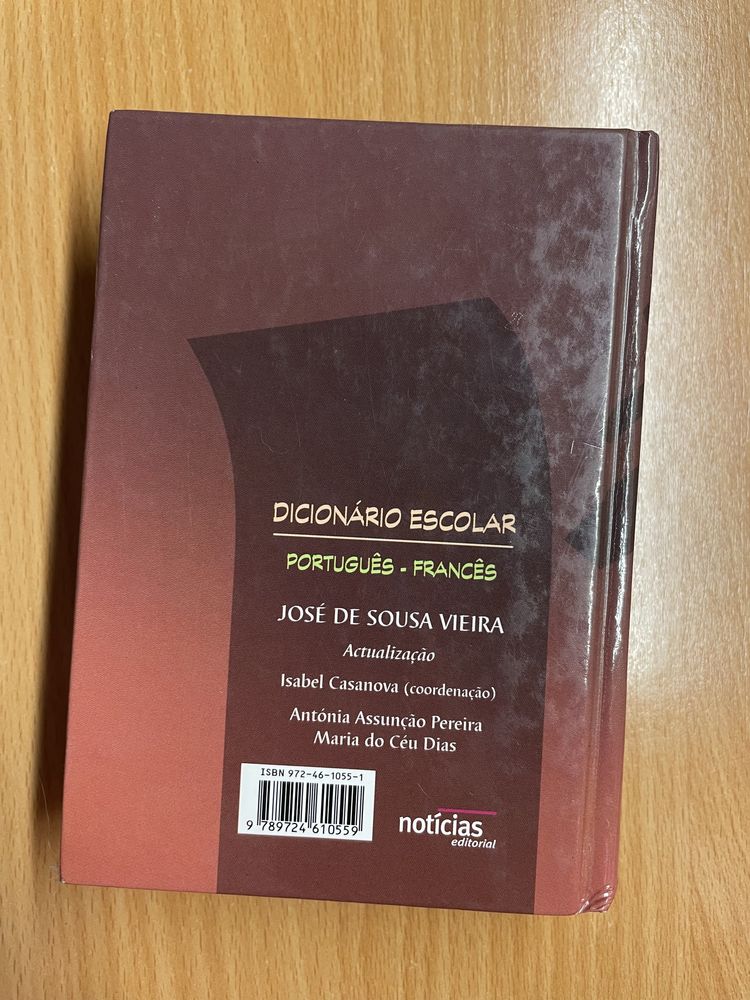 DICIONÁRIO ESCOLAR
PORTUGUÊS - FRANCÊS
JOSÉ DE SOUSA VIEIRA
Actualização
Isabel Casanova (coordenação)
Antónia Assunção Pereira
Maria do Céu Dias
ISBN 972-46-1055-1
9 789724 610559
notícias
editorial